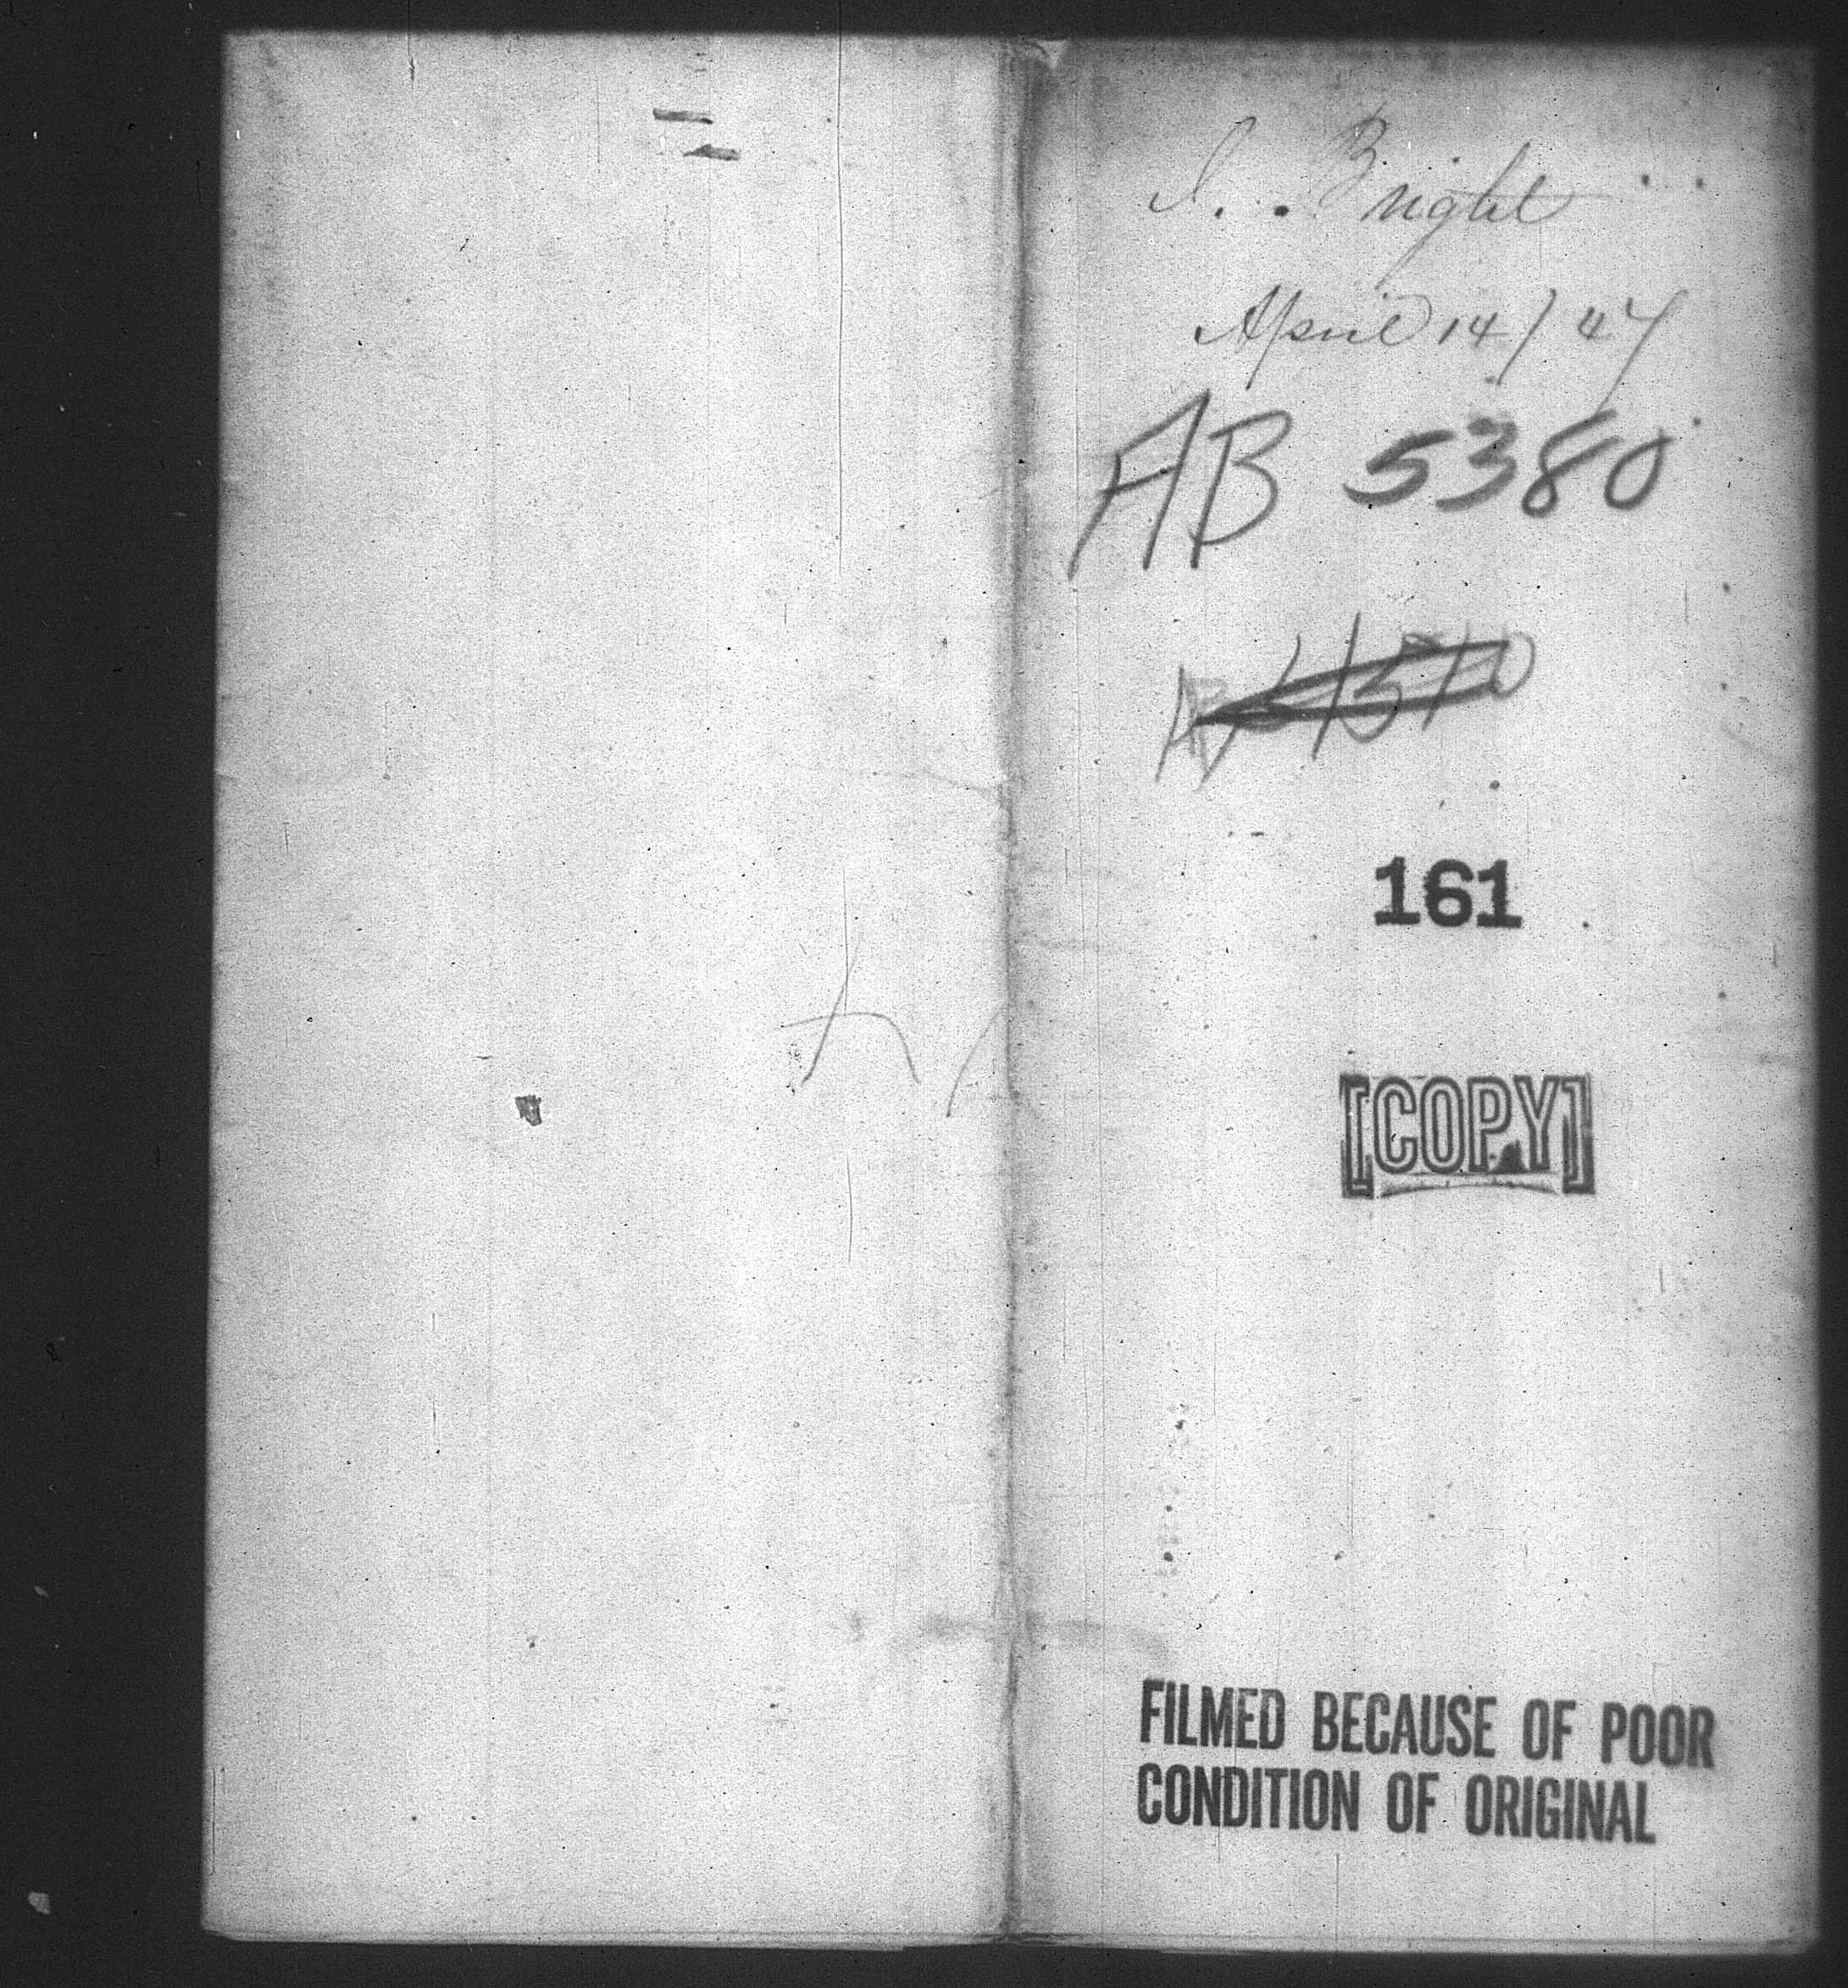 I. Bright
April 14/47
AB 5380
161
[COPY]
FILMED BECAUSE OF POOR
CONDITION OF ORIGINAL